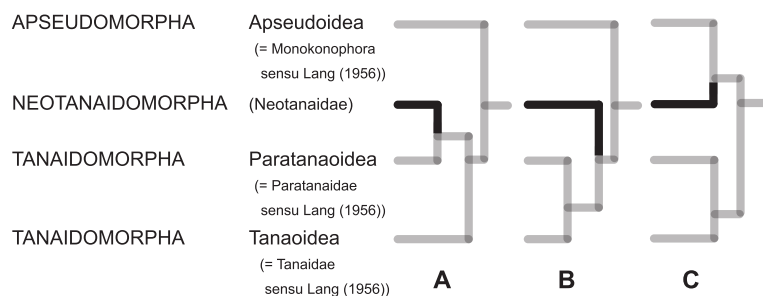 APSEUDOMORPHA Apseudoidea
(= Monokonophora
sensu Lang (1956))
NEOTANAIDOMORPHA (Neotanaidae)
TANAIDOMORPHA Paratanaoidea
(= Paratanaidae
sensu Lang (1956))
TANAIDOMORPHA Tanaoidea
(= Tanaidae
sensu Lang (1956))
A B C